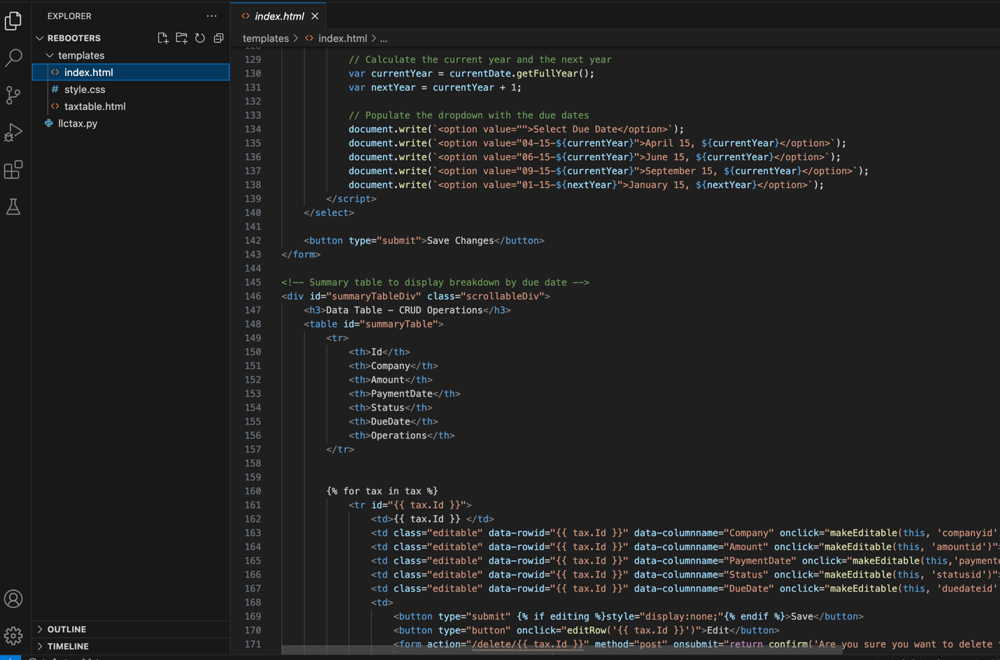 EXPLORER
...
index.html
REBOOTERS
templates
index.html
style.css
taxtable.html
llctax.py
OUTLINE
TIMELINE
templates > index.html > ...
129 // Calculate the current year and the next year
130 var currentYear = currentDate.getFullYear();
131 var nextYear = currentYear + 1;
132
133 // Populate the dropdown with the due dates
134 document.write(`<option value="">Select Due Date</option>`);
135 document.write(`<option value="04-15-${currentYear}">April 15, ${currentYear}</option>`);
136 document.write(`<option value="06-15-${currentYear}">June 15, ${currentYear}</option>`);
137 document.write(`<option value="09-15-${currentYear}">September 15, ${currentYear}</option>`);
138 document.write(`<option value="01-15-${nextYear}">January 15, ${nextYear}</option>`);
139 </script>
140 </select>
141
142 <button type="submit">Save Changes</button>
143 </form>
144
145 <!-- Summary table to display breakdown by due date -->
146 <div id="summaryTableDiv" class="scrollableDiv">
147 <h3>Data Table - CRUD Operations</h3>
148 <table id="summaryTable">
149 <tr>
150 <th>Id</th>
151 <th>Company</th>
152 <th>Amount</th>
153 <th>PaymentDate</th>
154 <th>Status</th>
155 <th>DueDate</th>
156 <th>Operations</th>
157 </tr>
158
159
160 {% for tax in tax %}
161 <tr id="{{ tax.Id }}">
162 <td>{{ tax.Id }} </td>
163 <td class="editable" data-rowid="{{ tax.Id }}" data-columnname="Company" onclick="makeEditable(this, 'companyid'
164 <td class="editable" data-rowid="{{ tax.Id }}" data-columnname="Amount" onclick="makeEditable(this, 'amountid')">
165 <td class="editable" data-rowid="{{ tax.Id }}" data-columnname="PaymentDate" onclick="makeEditable(this,'payment
166 <td class="editable" data-rowid="{{ tax.Id }}" data-columnname="Status" onclick="makeEditable(this, 'statusid')">
167 <td class="editable" data-rowid="{{ tax.Id }}" data-columnname="DueDate" onclick="makeEditable(this, 'duedateid'
168 <td>
169 <button type="submit" {% if editing %}style="display:none;"{% endif %}>Save</button>
170 <button type="button" onclick="editRow('{{ tax.Id }}')">Edit</button>
171 <form action="/delete/{{ tax.Id }}" method="post" onsubmit="return confirm('Are you sure you want to delete